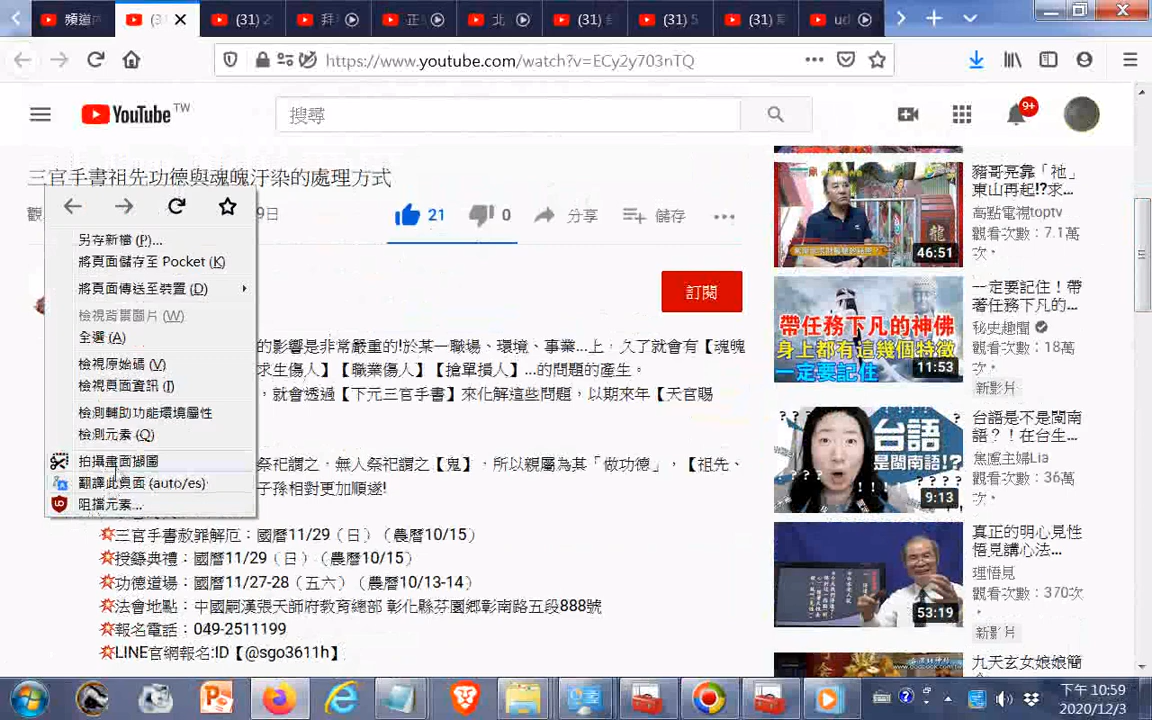 頻道
(31)
(31) 2
拜
正
北
(31)
(31) 5
(31)
ud
https://www.youtube.com/watch?v=ECy2y703nTQ
YouTube TW
搜尋
9+
三官手書祖先功德與魂魄汙染的處理方式
觀
9日
21
0
分享
儲存
訂閱
另存新檔 (P)...
將頁面儲存至 Pocket (K)
將頁面傳送至裝置 (D)
檢視背景圖片 (W)
全選 (A)
檢視原始碼 (V)
檢視頁面資訊 (I)
檢測輔助功能環境屬性
檢測元素 (Q)
拍攝畫面擷圖
翻譯此頁面 (auto/es)
阻擋元素...
的影響是非常嚴重的!於某一職場、環境、事業...上，久了就會有【魂魄
求生傷人】【職業傷人】【搶單損人】...的問題的產生。
，就會透過【下元三官手書】來化解這些問題，以期來年【天官賜
祭祀謂之，無人祭祀謂之【鬼】，所以親屬為其「做功德」，【祖先、
子孫相對更加順遂!
💥三官手書赦罪解厄：國曆11/29（日）（農曆10/15）
💥授籙典禮：國曆11/29（日）（農曆10/15）
💥功德道場：國曆11/27-28（五六）（農曆10/13-14）
💥法會地點：中國嗣漢張天師府教育總部 彰化縣芬園鄉彰南路五段888號
💥報名電話：049-2511199
💥LINE官網報名:ID【@sgo3611h】
龍
46:51
豬哥亮靠「祂」
東山再起!?求...
高點電視toptv
觀看次數：7.1萬
次
帶任務下凡的神佛
身上都有這幾個特徵
一定要記住
11:53
一定要記住！帶
著任務下凡的...
秘史趣聞
觀看次數：18萬
次
新影片
台語
是閩南語!?
9:13
台語是不是閩南
語？！在台生...
焦慮主婦Lia
觀看次數：36萬
次
53:19
真正的明心見性
悟見講心法...
理悟見
觀看次數：370次
新影片
九天玄女娘娘簡
下午 10:59
2020/12/3